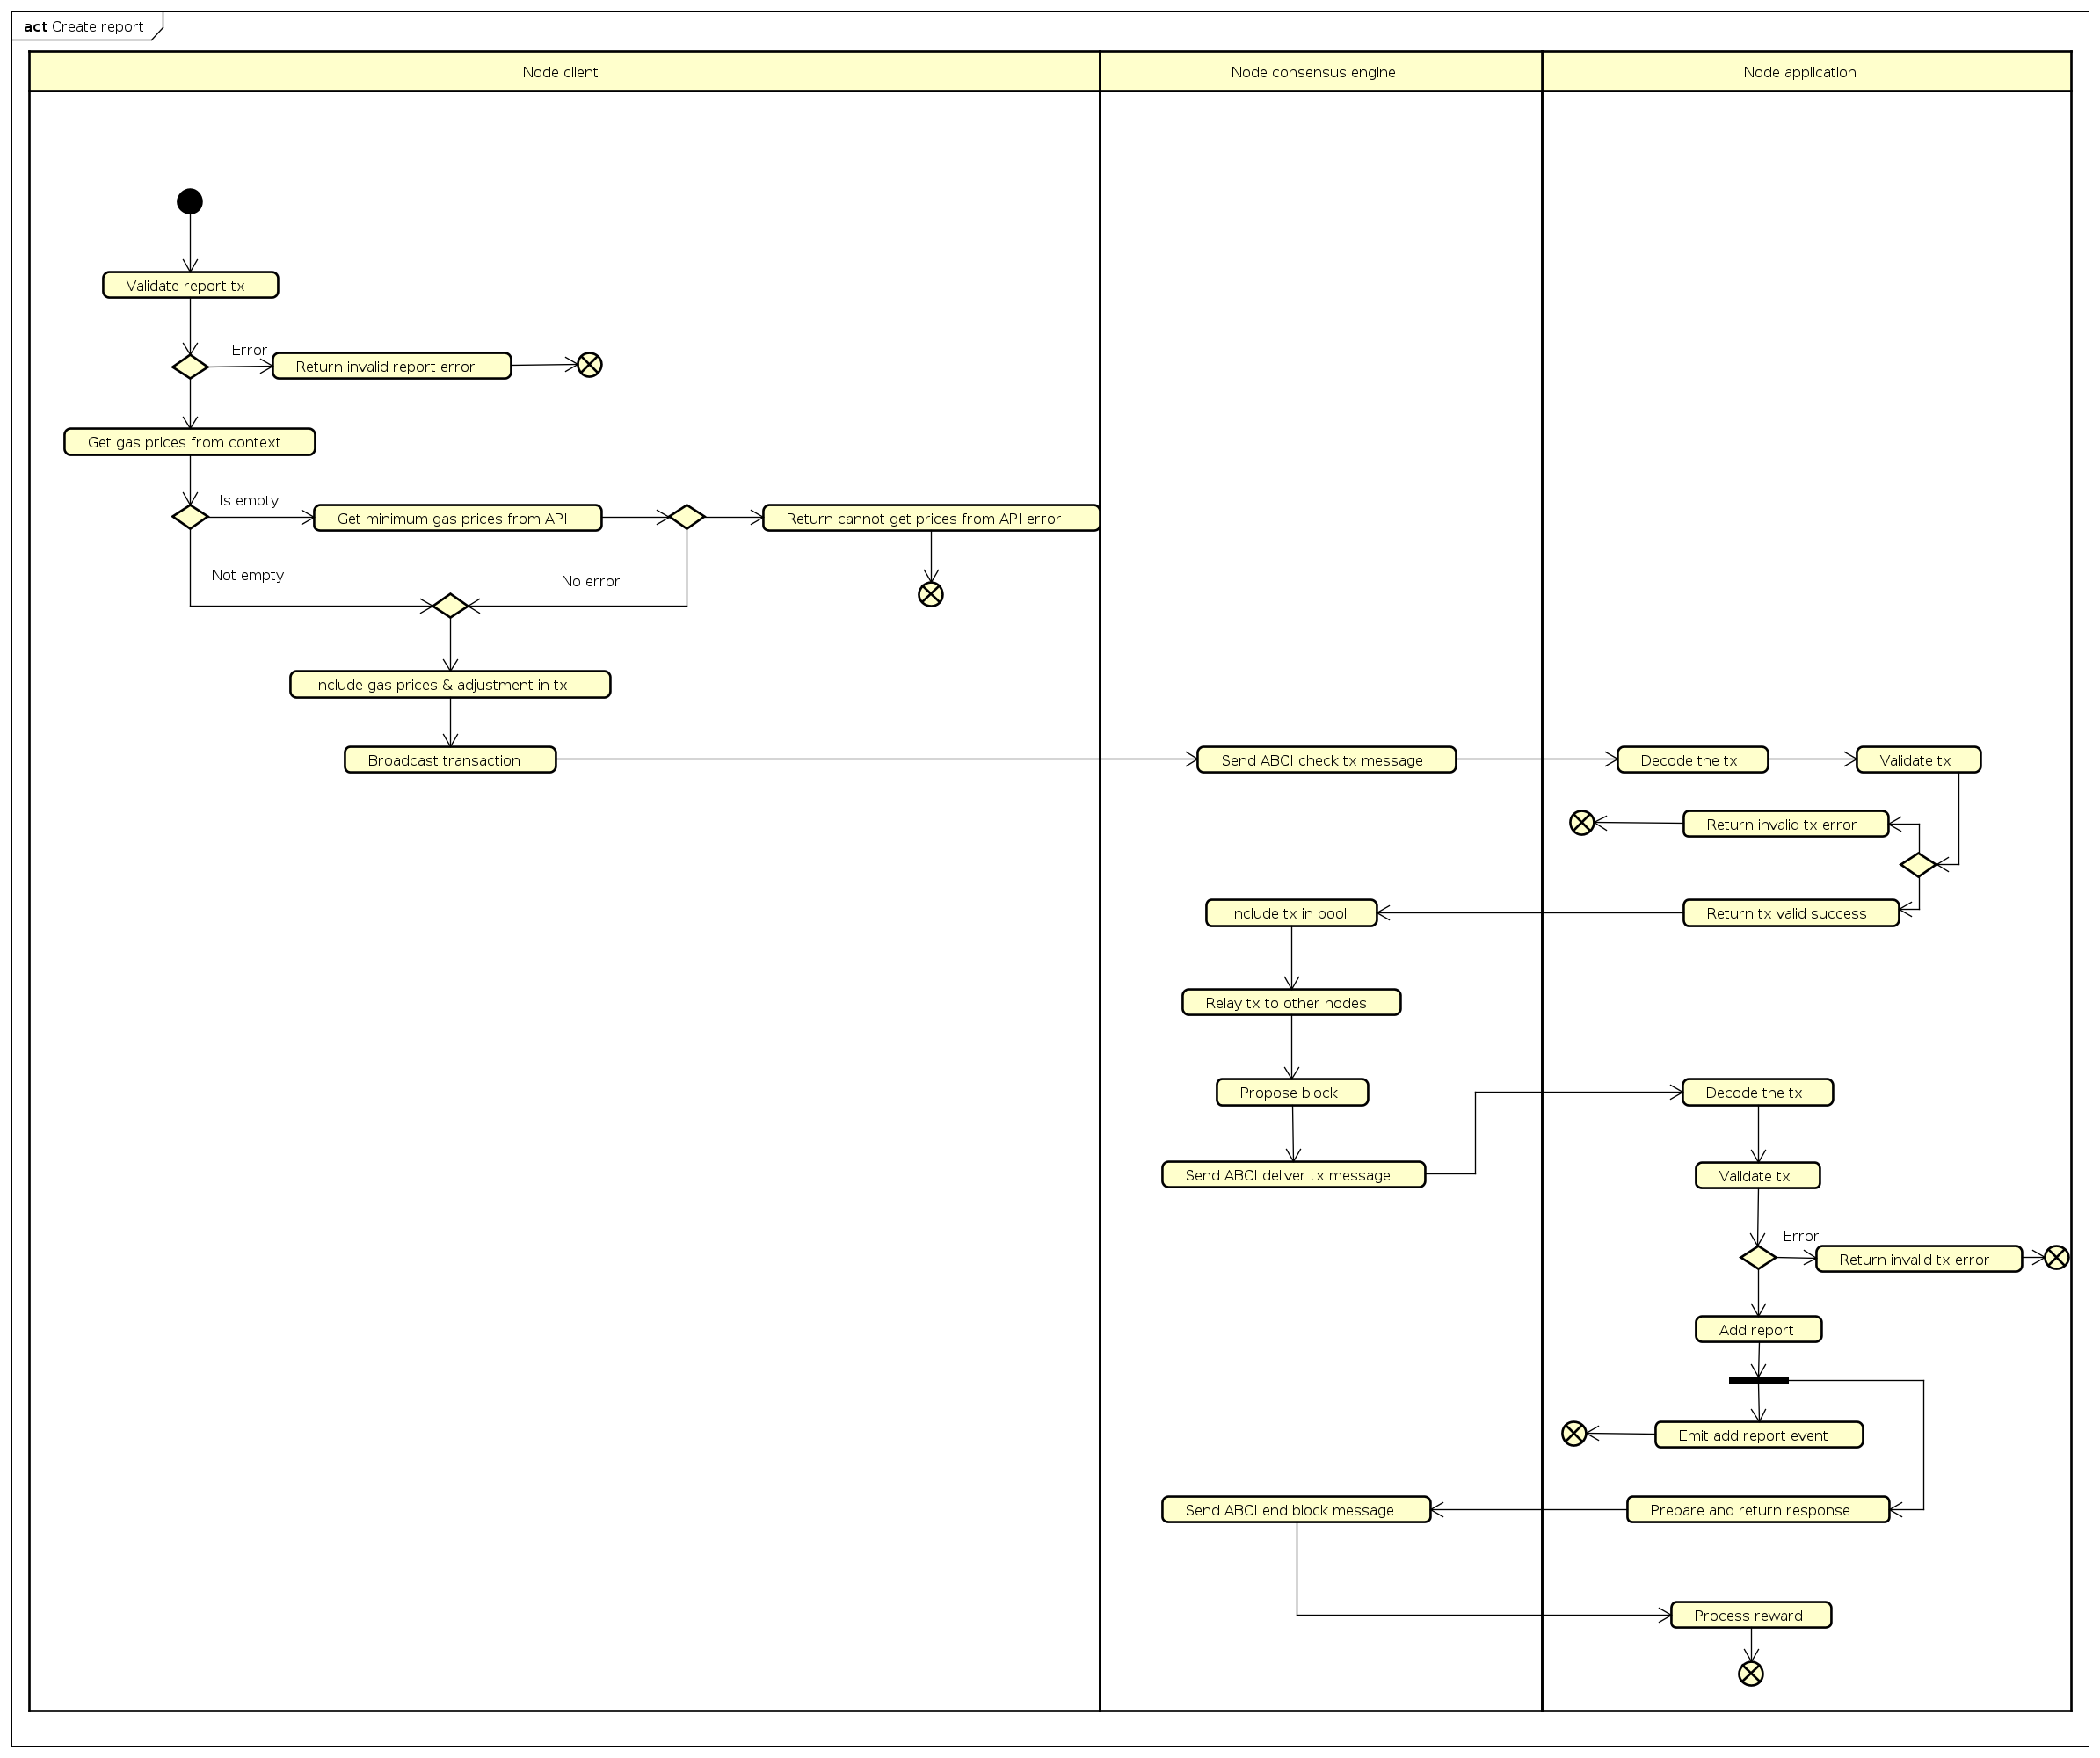 act Create report
Node client
Node consensus engine
Node application
Validate report tx
Error
Return invalid report error
Get gas prices from context
Is empty
Get minimum gas prices from API
Return cannot get prices from API error
Not empty
No error
Include gas prices & adjustment in tx
Broadcast transaction
Send ABCI check tx message
Decode the tx
Validate tx
Return invalid tx error
Include tx in pool
Return tx valid success
Relay tx to other nodes
Propose block
Decode the tx
Send ABCI deliver tx message
Validate tx
Error
Return invalid tx error
Add report
Emit add report event
Send ABCI end block message
Prepare and return response
Process reward